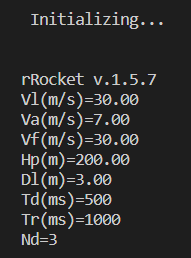 Initializing...
rRocket v.1.5.7
Vl(m/s)=30.00
Va(m/s)=7.00
Vf(m/s)=30.00
Hp(m)=200.00
Dl(m)=3.00
Td(ms)=500
Tr(ms)=1000
Nd=3